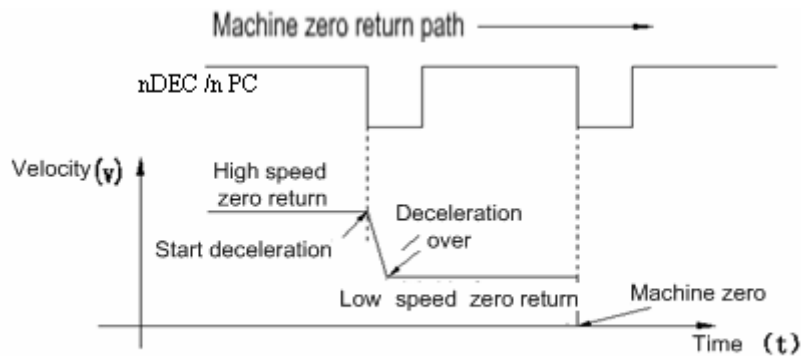 Machine zero return path
nDEC /n PC
Velocity (v)
High speed
zero return
Deceleration
over
Start deceleration
Low speed zero return
Machine zero
Time (t)